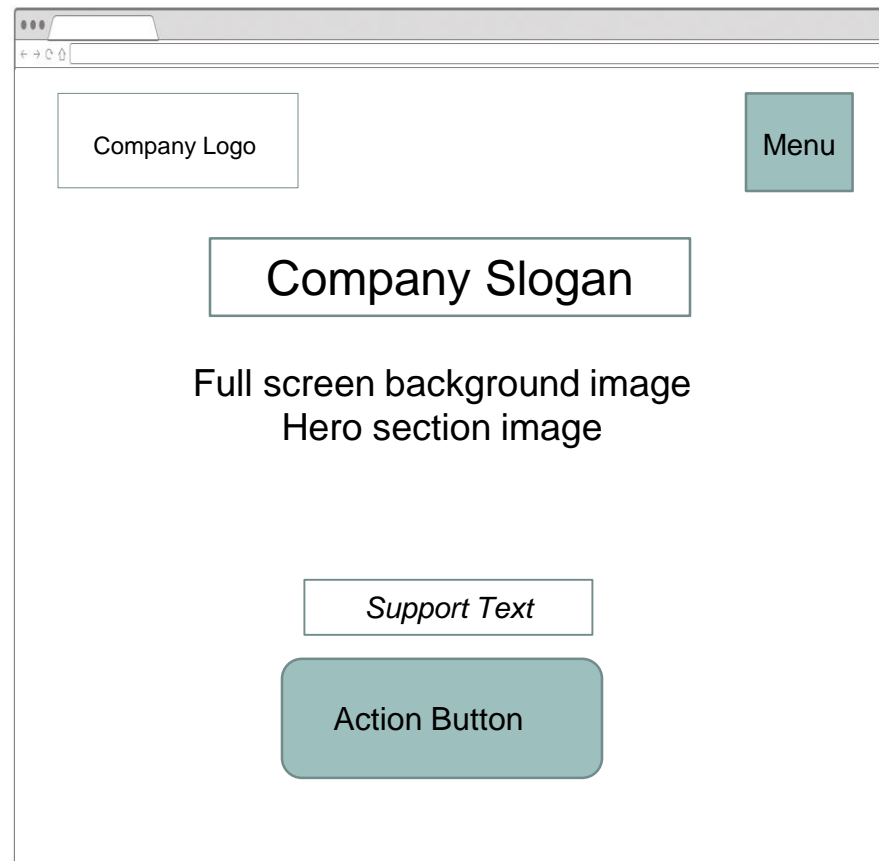 Company Logo
Menu
Company Slogan
Full screen background image
Hero section image
Support Text
Action Button